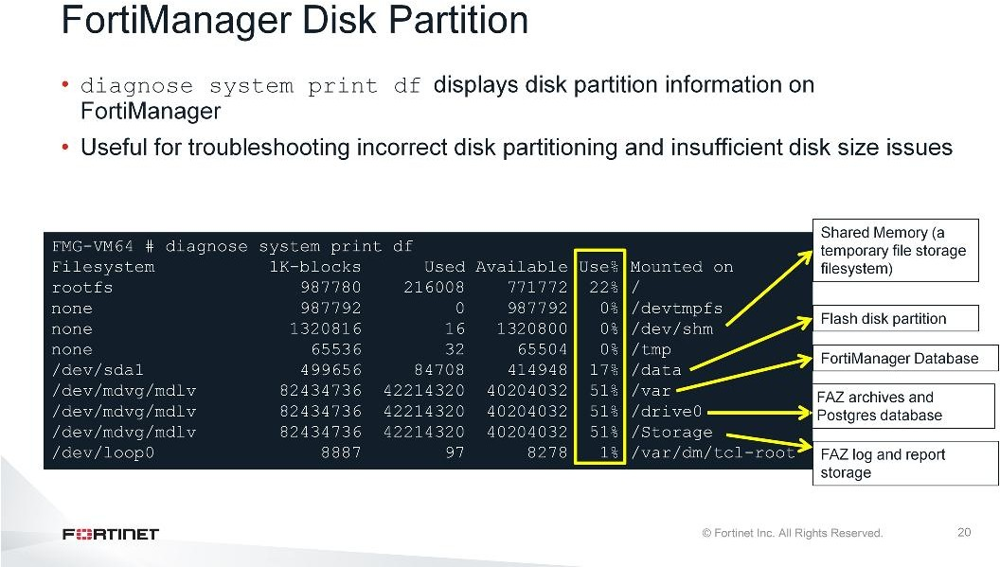 FortiManager Disk Partition
• diagnose system print df displays disk partition information on
FortiManager
• Useful for troubleshooting incorrect disk partitioning and insufficient disk size issues
FMG-VM64 # diagnose system print df
Filesystem 1K-blocks Used Available Use% Mounted on
rootfs 987780 216008 771772 22% /
none 987792 0 987792 0% /devtmpfs
none 1320816 16 1320800 0% /dev/shm
none 65536 32 65504 0% /tmp
/dev/sda1 499656 84708 414948 17% /data
/dev/mdvg/mdlv 82434736 42214320 40204032 51% /var
/dev/mdvg/mdlv 82434736 42214320 40204032 51% /drive0
/dev/mdvg/mdlv 82434736 42214320 40204032 51% /Storage
/dev/loop0 8887 97 8278 1% /var/dm/tcl-root
Shared Memory (a
temporary file storage
filesystem)
Flash disk partition
FortiManager Database
FAZ archives and
Postgres database
FAZ log and report
storage
FORTINET
© Fortinet Inc. All Rights Reserved.
20